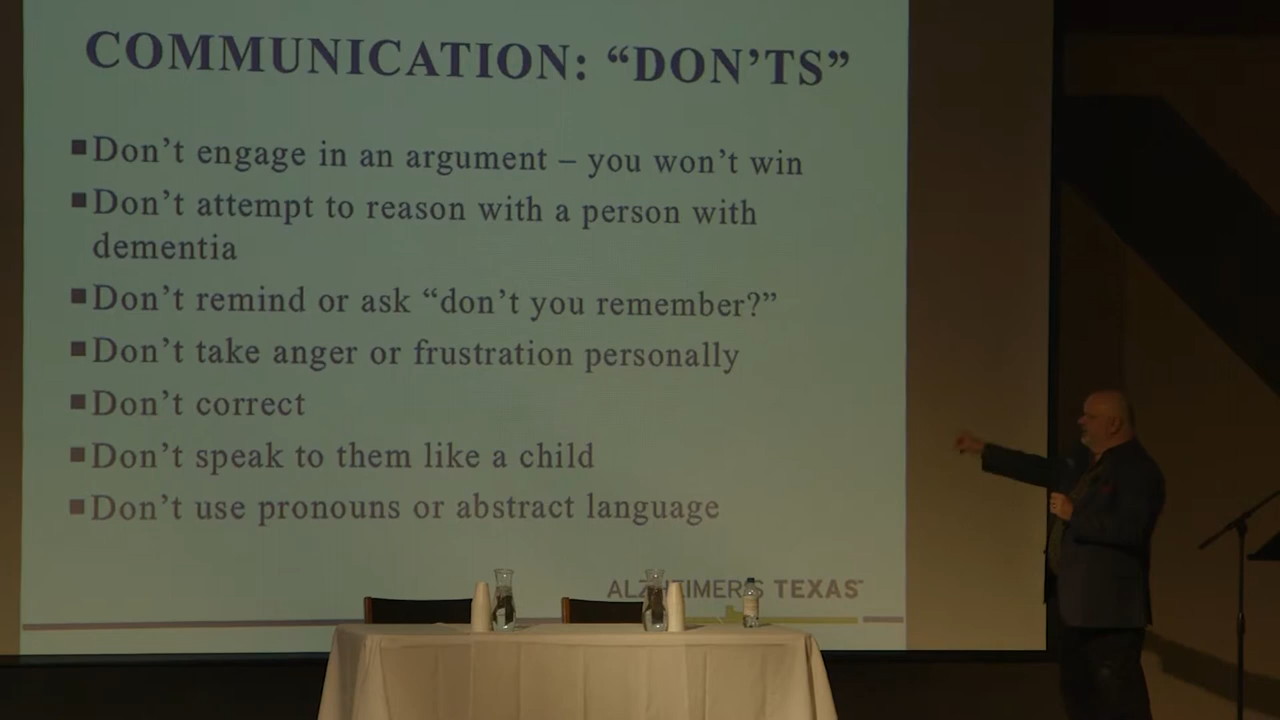 COMMUNICATION: “DON’TS”
Don’t engage in an argument – you won’t win
Don’t attempt to reason with a person with
dementia
Don’t remind or ask “don’t you remember?”
Don’t take anger or frustration personally
Don’t correct
Don’t speak to them like a child
Don’t use pronouns or abstract language
ALZHEIMER'S TEXAS